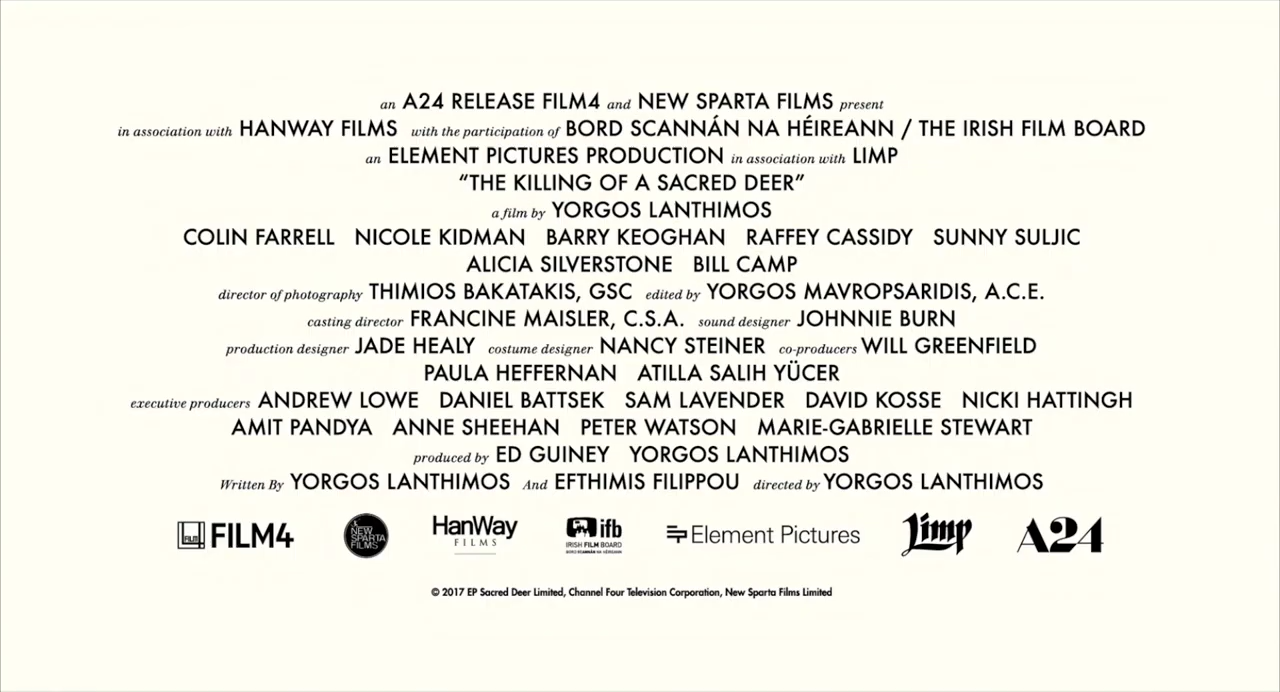 an A24 RELEASE FILM4 and NEW SPARTA FILMS present
in association with HANWAY FILMS with the participation of BORD SCANNÁN NA HÉIREANN / THE IRISH FILM BOARD
an ELEMENT PICTURES PRODUCTION in association with LIMP
“THE KILLING OF A SACRED DEER”
a film by YORGOS LANTHIMOS
COLIN FARRELL NICOLE KIDMAN BARRY KEOGHAN RAFFEY CASSIDY SUNNY SULJIC
ALICIA SILVERSTONE BILL CAMP
director of photography THIMIOS BAKATAKIS, GSC edited by YORGOS MAVROPSARIDIS, A.C.E.
casting director FRANCINE MAISLER, C.S.A. sound designer JOHNNIE BURN
production designer JADE HEALY costume designer NANCY STEINER co-producers WILL GREENFIELD
PAULA HEFFERNAN ATILLA SALIH YÜCER
executive producers ANDREW LOWE DANIEL BATTSEK SAM LAVENDER DAVID KOSSE NICKI HATTINGH
AMIT PANDYA ANNE SHEEHAN PETER WATSON MARIE-GABRIELLE STEWART
produced by ED GUINEY YORGOS LANTHIMOS
Written By YORGOS LANTHIMOS And EFTHIMIS FILIPPOU directed by YORGOS LANTHIMOS
FILM4
NEW
SPARTA
FILMS
HanWay
FILMS
ifb
IRISH FILM BOARD
BORD SCANNÁN NA HÉIREANN
Element Pictures
Limp
A24
© 2017 EP Sacred Deer Limited, Channel Four Television Corporation, New Sparta Films Limited